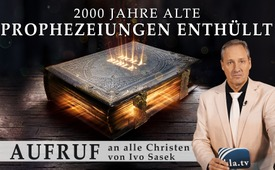 2000 JAHRE ALTE
PROPHEZEIUNGEN ENTHÜLLT
AUFRUF an alle Christen
von Ivo Sasek
kla.tv